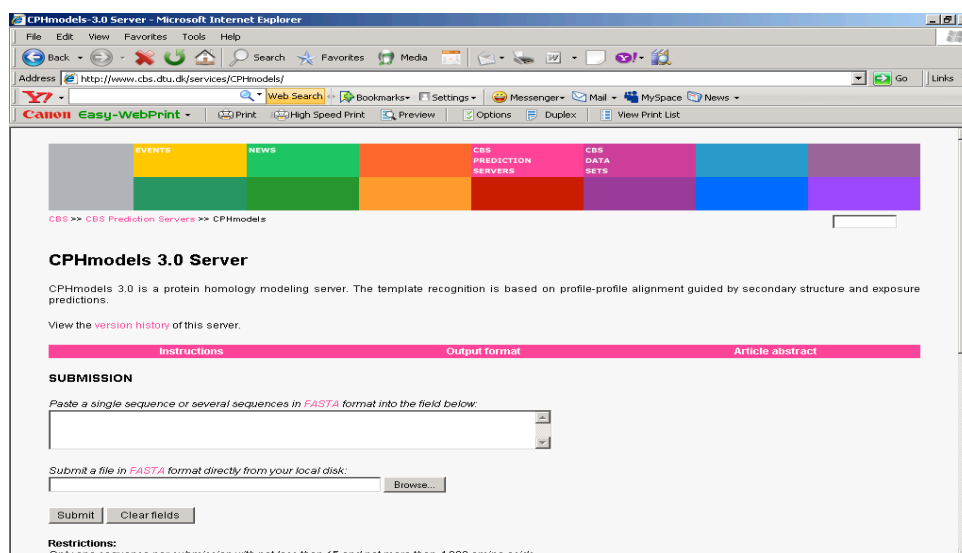 CPHmodels-3.0 Server - Microsoft Internet Explorer
File Edit View Favorites Tools Help
Back Search Favorites Media
Address http://www.cbs.dtu.dk/services/CPHmodels/ Go Links
Y7 - Web Search Bookmarks Settings Messenger Mail MySpace News
Canon Easy-WebPrint Print High Speed Print Preview Options Duplex View Print List
EVENTS NEWS CBS PREDICTION SERVERS CBS DATA SETS
CBS >> CBS Prediction Servers >> CPHmodels
CPHmodels 3.0 Server
CPHmodels 3.0 is a protein homology modeling server. The template recognition is based on profile-profile alignment guided by secondary structure and exposure
predictions.
View the version history of this server.
Instructions Output format Article abstract
SUBMISSION
Paste a single sequence or several sequences in FASTA format into the field below:
Submit a file in FASTA format directly from your local disk:
Browse...
Submit Clear fields
Restrictions: